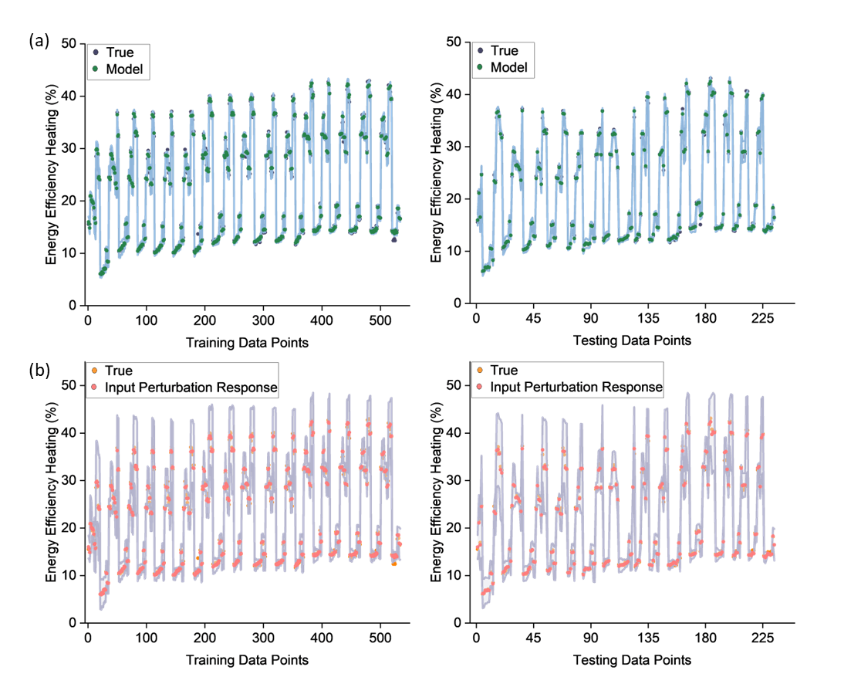 (a)
50
40
30
20
10
0
Energy Efficiency Heating (%)
True
Model
0 100 200 300 400 500
Training Data Points
50
40
30
20
10
0
Energy Efficiency Heating (%)
True
Model
0 45 90 135 180 225
Testing Data Points
(b)
50
40
30
20
10
0
Energy Efficiency Heating (%)
True
Input Perturbation Response
0 100 200 300 400 500
Training Data Points
50
40
30
20
10
0
Energy Efficiency Heating (%)
True
Input Perturbation Response
0 45 90 135 180 225
Testing Data Points